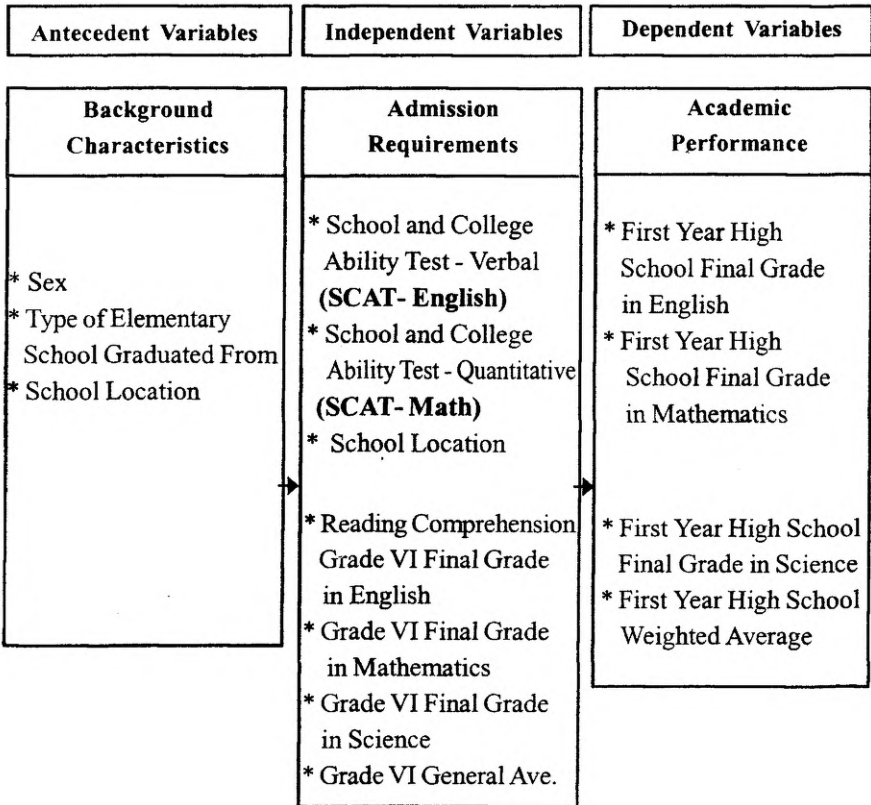 Antecedent Variables
Independent Variables
Dependent Variables
Background
Characteristics
* Sex
* Type of Elementary
School Graduated From
* School Location
Admission
Requirements
* School and College
Ability Test - Verbal
(SCAT- English)
* School and College
Ability Test - Quantitative
(SCAT- Math)
* School Location
* Reading Comprehension
Grade VI Final Grade
in English
* Grade VI Final Grade
in Mathematics
* Grade VI Final Grade
in Science
* Grade VI General Ave.
Academic
Performance
* First Year High
School Final Grade
in English
* First Year High
School Final Grade
in Mathematics
* First Year High School
Final Grade in Science
* First Year High School
Weighted Average